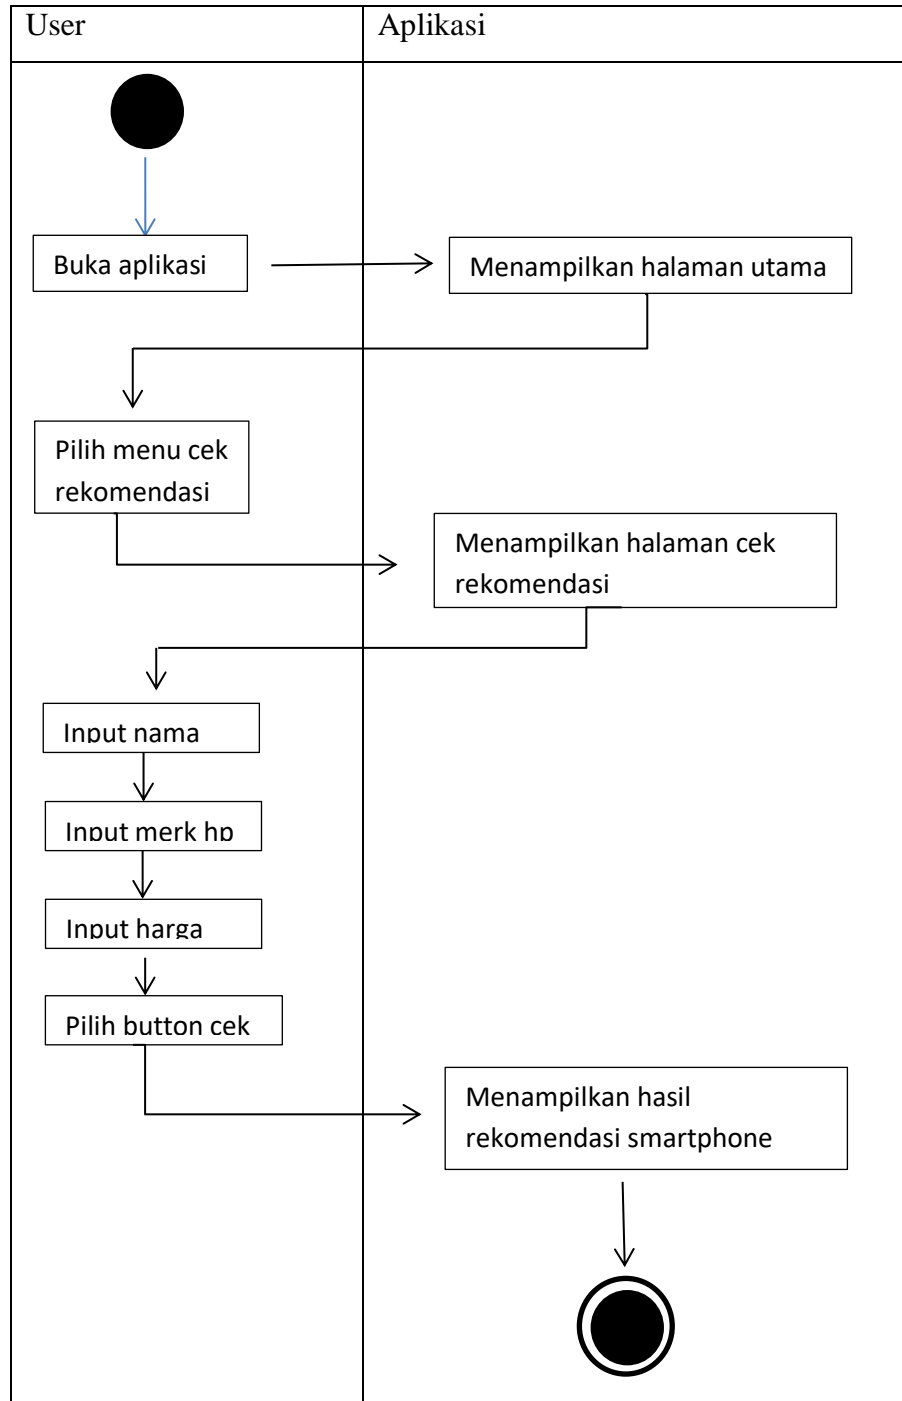 User
Aplikasi
Buka aplikasi
Menampilkan halaman utama
Pilih menu cek
rekomendasi
Menampilkan halaman cek
rekomendasi
Input nama
Input merk hp
Input harga
Pilih button cek
Menampilkan hasil
rekomendasi smartphone